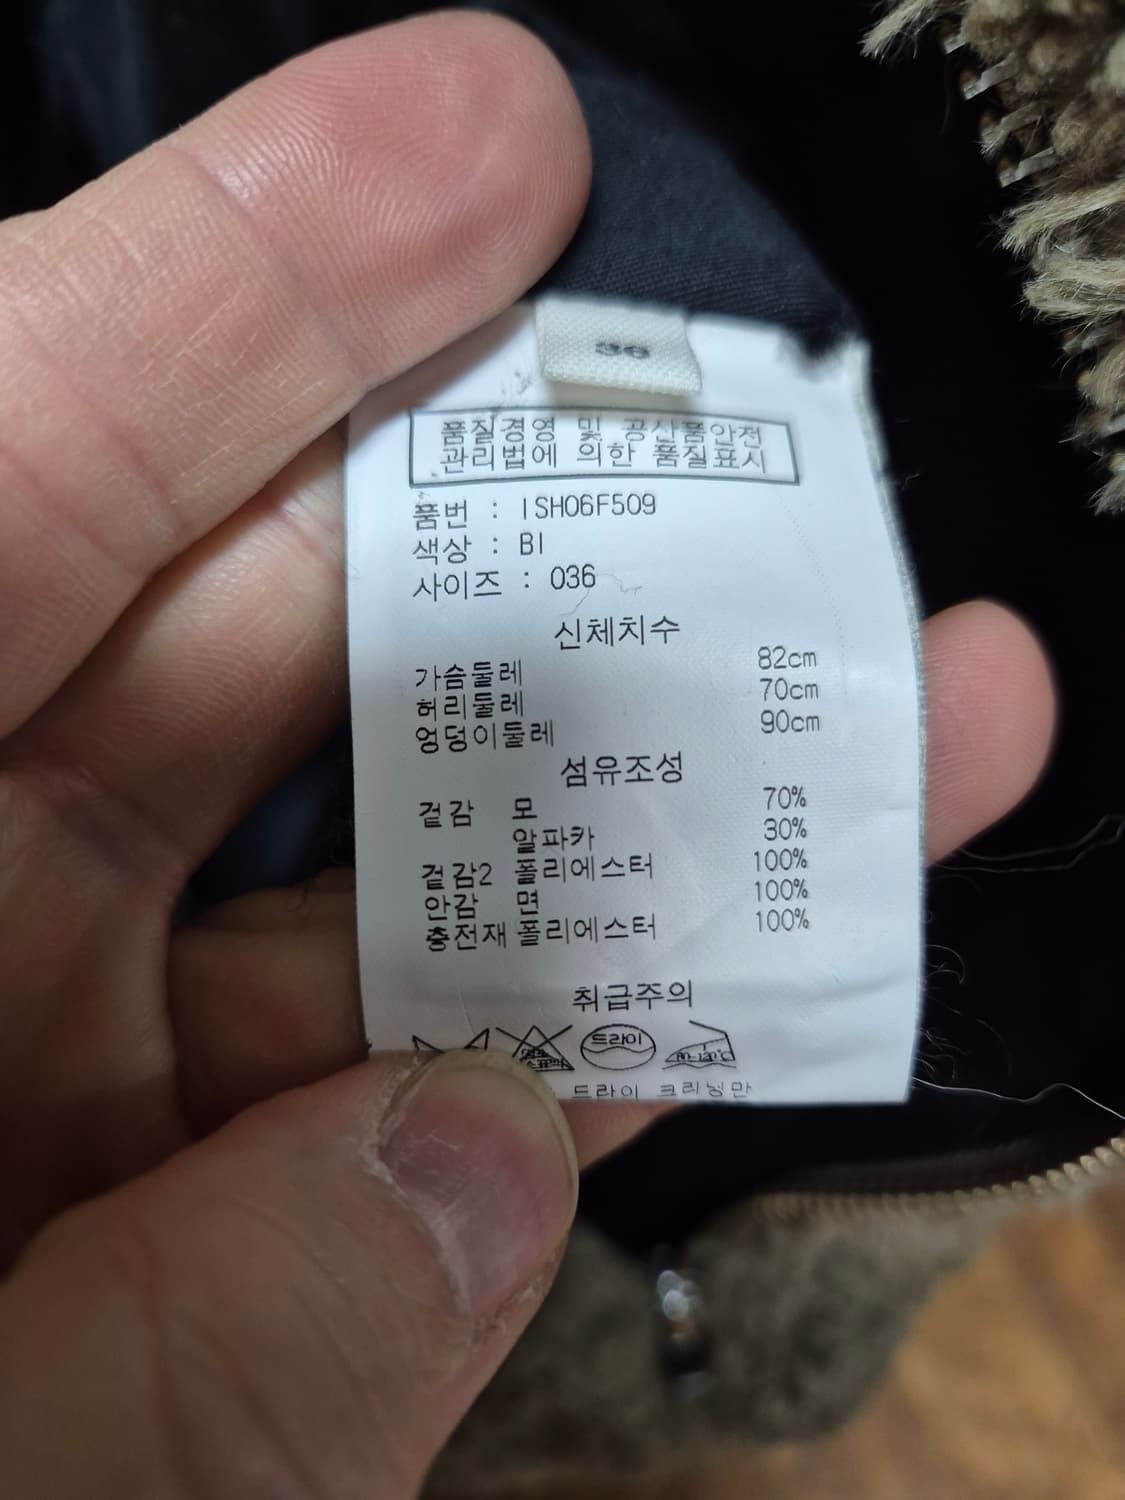 36
품질경영 및 공산품안전
관리법에 의한 품질표시
품번 : ISH06F509
색상 : BI
사이즈 : 036
신체치수
가슴둘레 82cm
허리둘레 70cm
엉덩이둘레 90cm
섬유조성
겉감 모 70%
알파카 30%
겉감2 폴리에스터 100%
안감 면 100%
충전재 폴리에스터 100%
취급주의
드라이
드라이 크리닝만